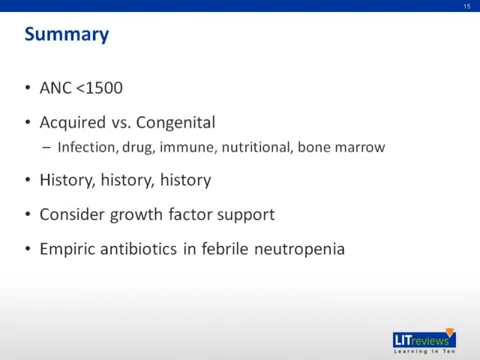 15
Summary
• ANC <1500
• Acquired vs. Congenital
– Infection, drug, immune, nutritional, bone marrow
• History, history, history
• Consider growth factor support
• Empiric antibiotics in febrile neutropenia
LITreviews
Learning in Ten